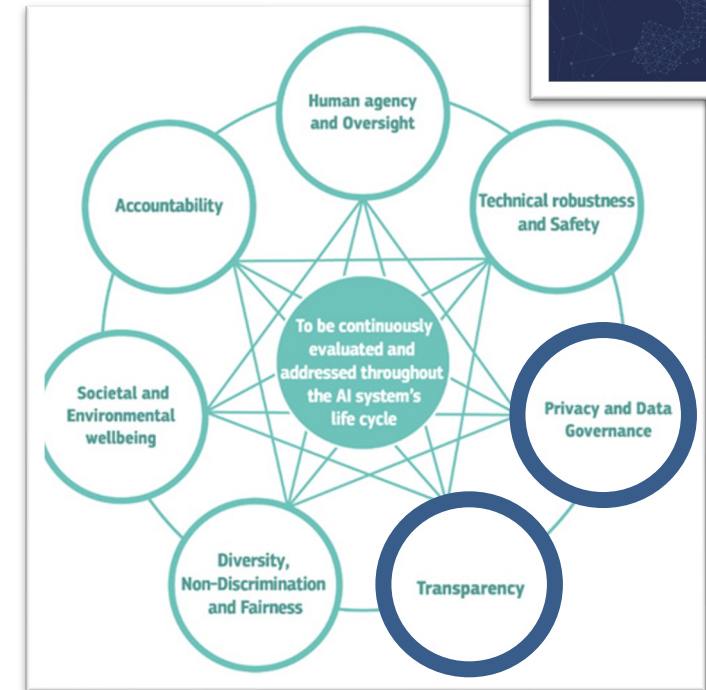 Human agency
and Oversight
Accountability
Technical robustness
and Safety
To be continuously
evaluated and
addressed throughout
the AI system's
life cycle
Societal and
Environmental
wellbeing
Privacy and Data
Governance
Diversity,
Non-Discrimination
and Fairness
Transparency